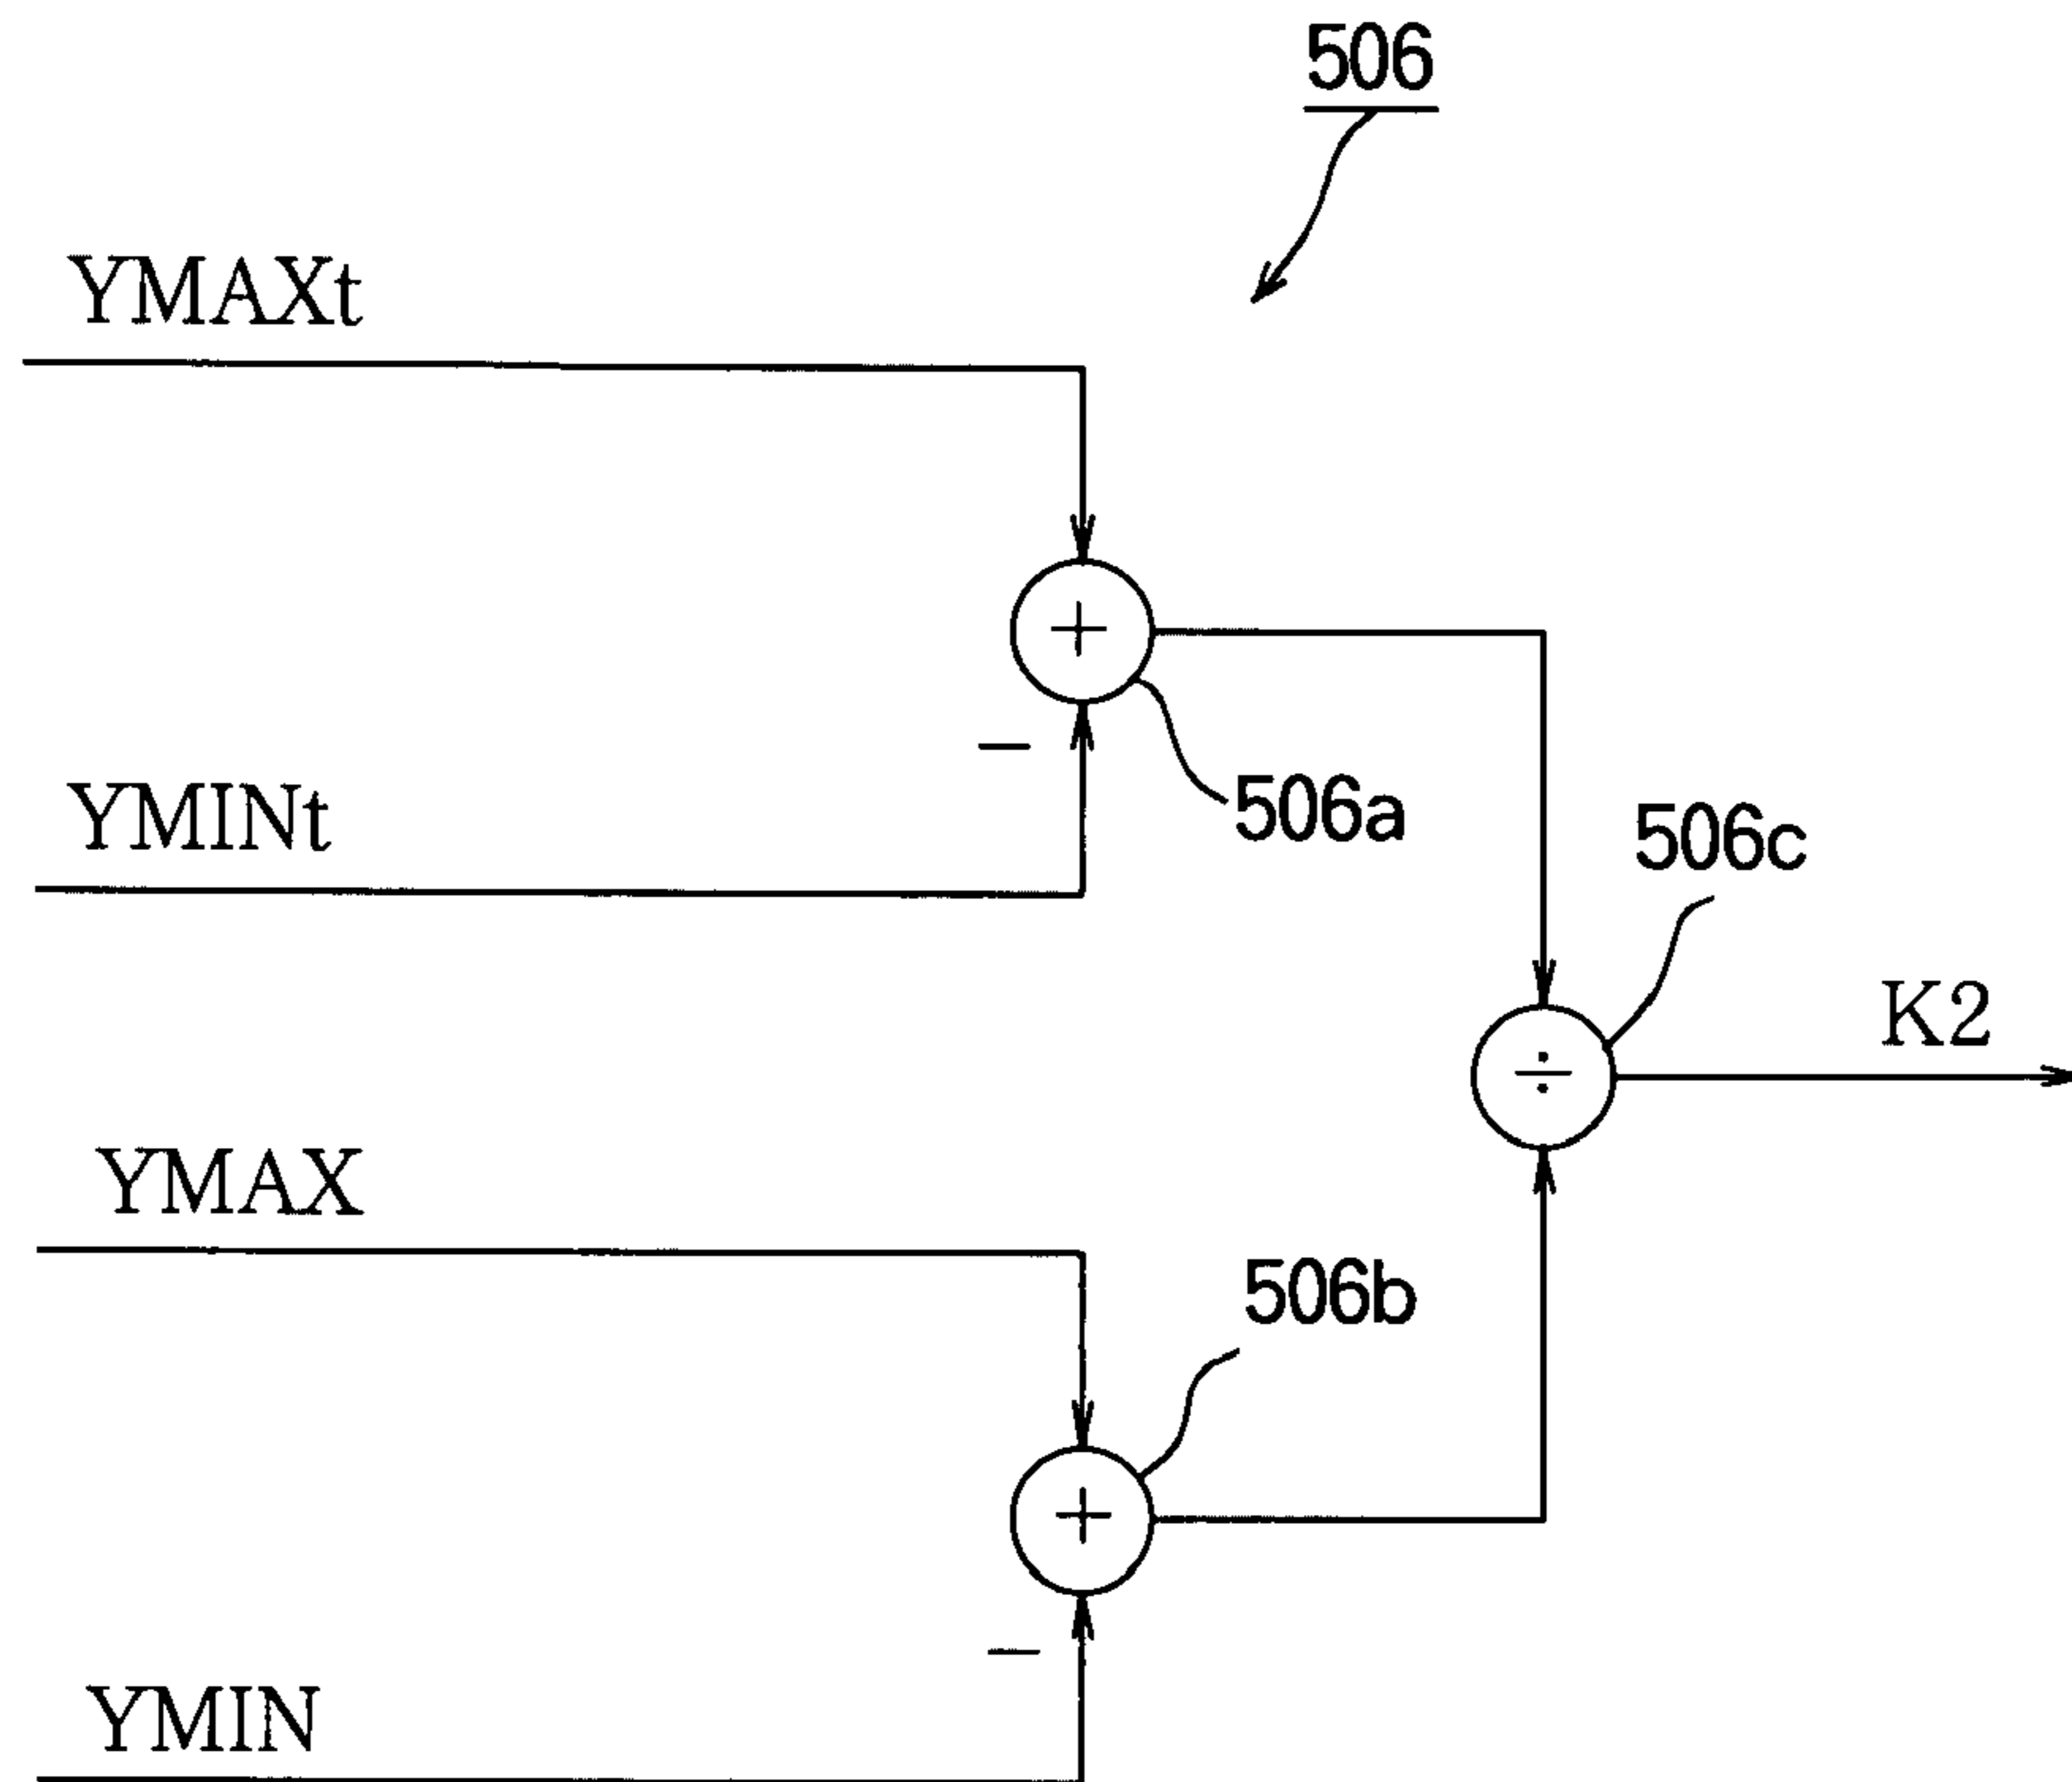 506
YMAXt
+
−
YMINt
506a
506c
÷
K2
YMAX
506b
+
−
YMIN